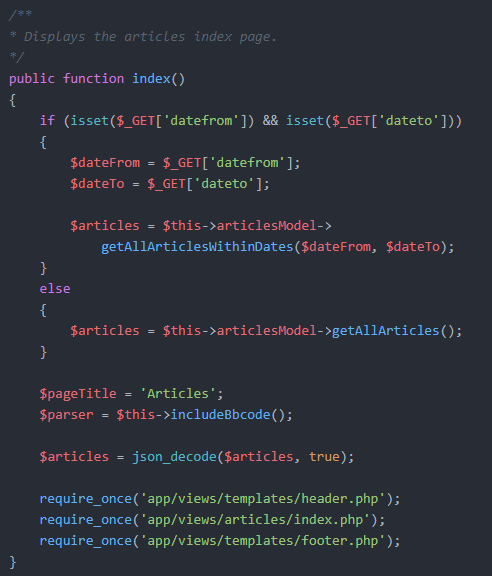 /**
* Displays the articles index page.
*/
public function index()
{
    if (isset($_GET['datefrom']) && isset($_GET['dateto']))
    {
        $dateFrom = $_GET['datefrom'];
        $dateTo = $_GET['dateto'];

        $articles = $this->articlesModel->
            getAllArticlesWithinDates($dateFrom, $dateTo);
    }
    else
    {
        $articles = $this->articlesModel->getAllArticles();
    }

    $pageTitle = 'Articles';
    $parser = $this->includeBbcode();

    $articles = json_decode($articles, true);

    require_once('app/views/templates/header.php');
    require_once('app/views/articles/index.php');
    require_once('app/views/templates/footer.php');
}